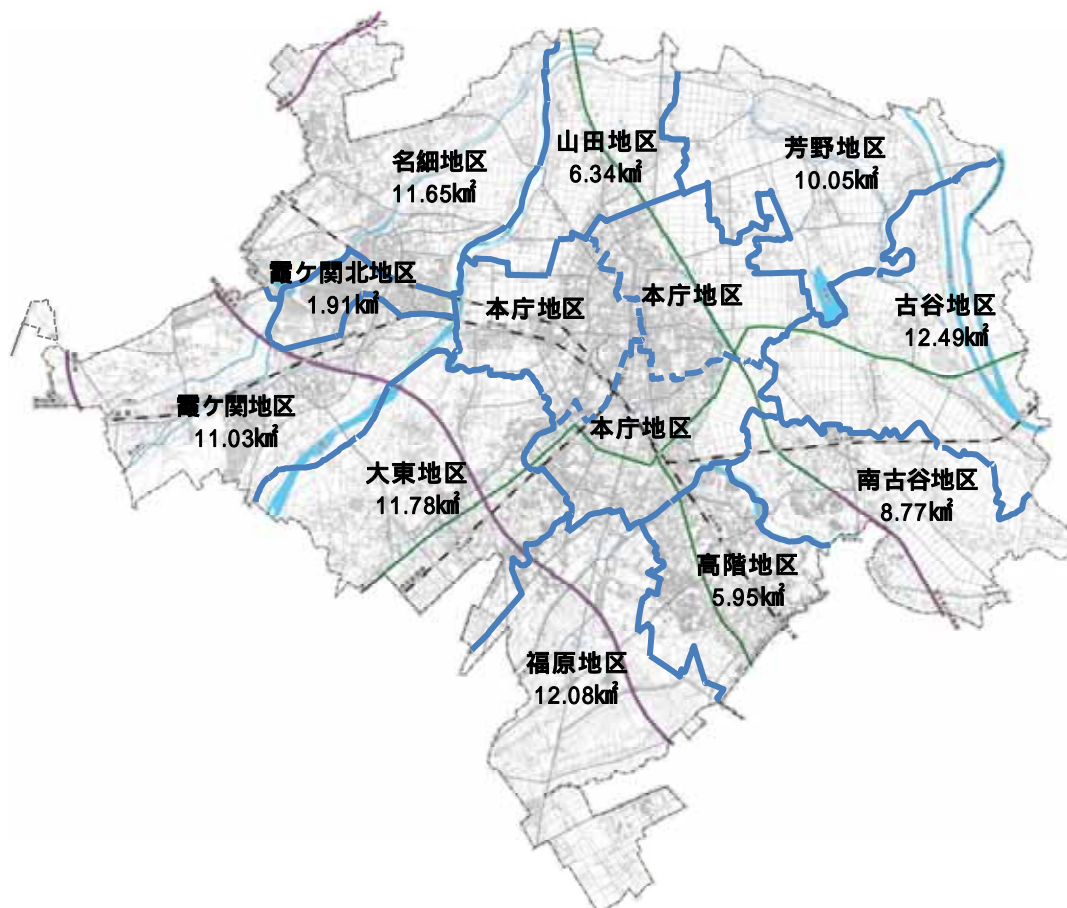 山田地区
6.34㎢
芳野地区
10.05㎢
名細地区
11.65㎢
霞ケ関北地区
1.91㎢
本庁地区
本庁地区
古谷地区
12.49㎢
霞ケ関地区
11.03㎢
本庁地区
大東地区
11.78㎢
南古谷地区
8.77㎢
高階地区
5.95㎢
福原地区
12.08㎢